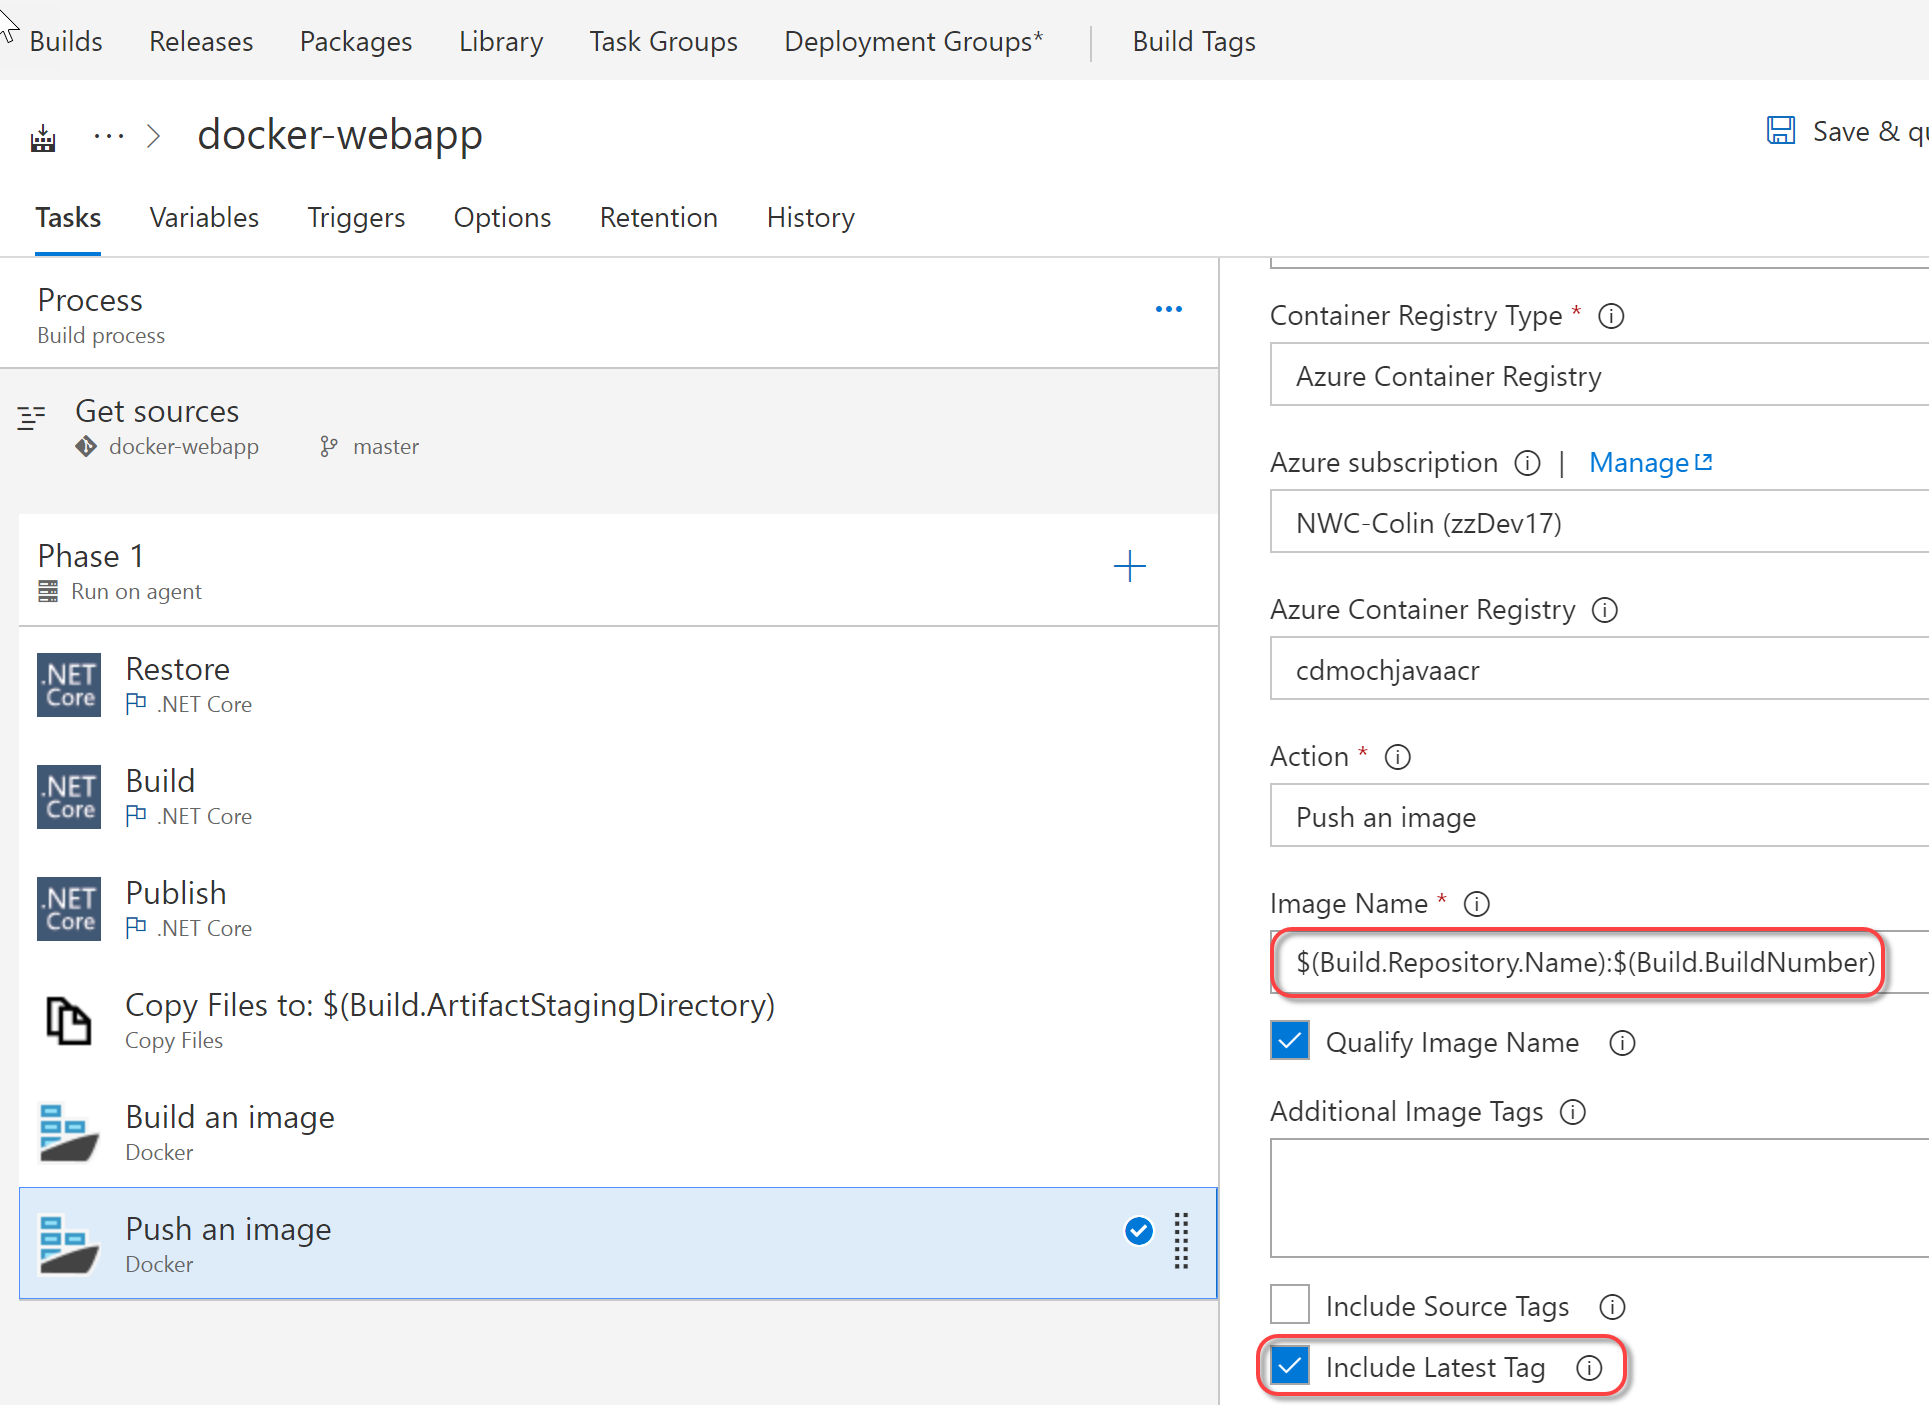 Builds Releases Packages Library Task Groups Deployment Groups* Build Tags
... docker-webapp
Save &
Tasks Variables Triggers Options Retention History
Process
Build process
Get sources
docker-webapp master
Phase 1
Run on agent
.NET Core
Restore
.NET Core
.NET Core
Build
.NET Core
.NET Core
Publish
.NET Core
Copy Files to: $(Build.ArtifactStagingDirectory)
Copy Files
Build an image
Docker
Push an image
Docker
Container Registry Type *
Azure Container Registry
Azure subscription | Manage
NWC-Colin (zzDev17)
Azure Container Registry
cdmochjavaacr
Action *
Push an image
Image Name *
$(Build.Repository.Name):$(Build.BuildNumber)
Qualify Image Name
Additional Image Tags
Include Source Tags
Include Latest Tag